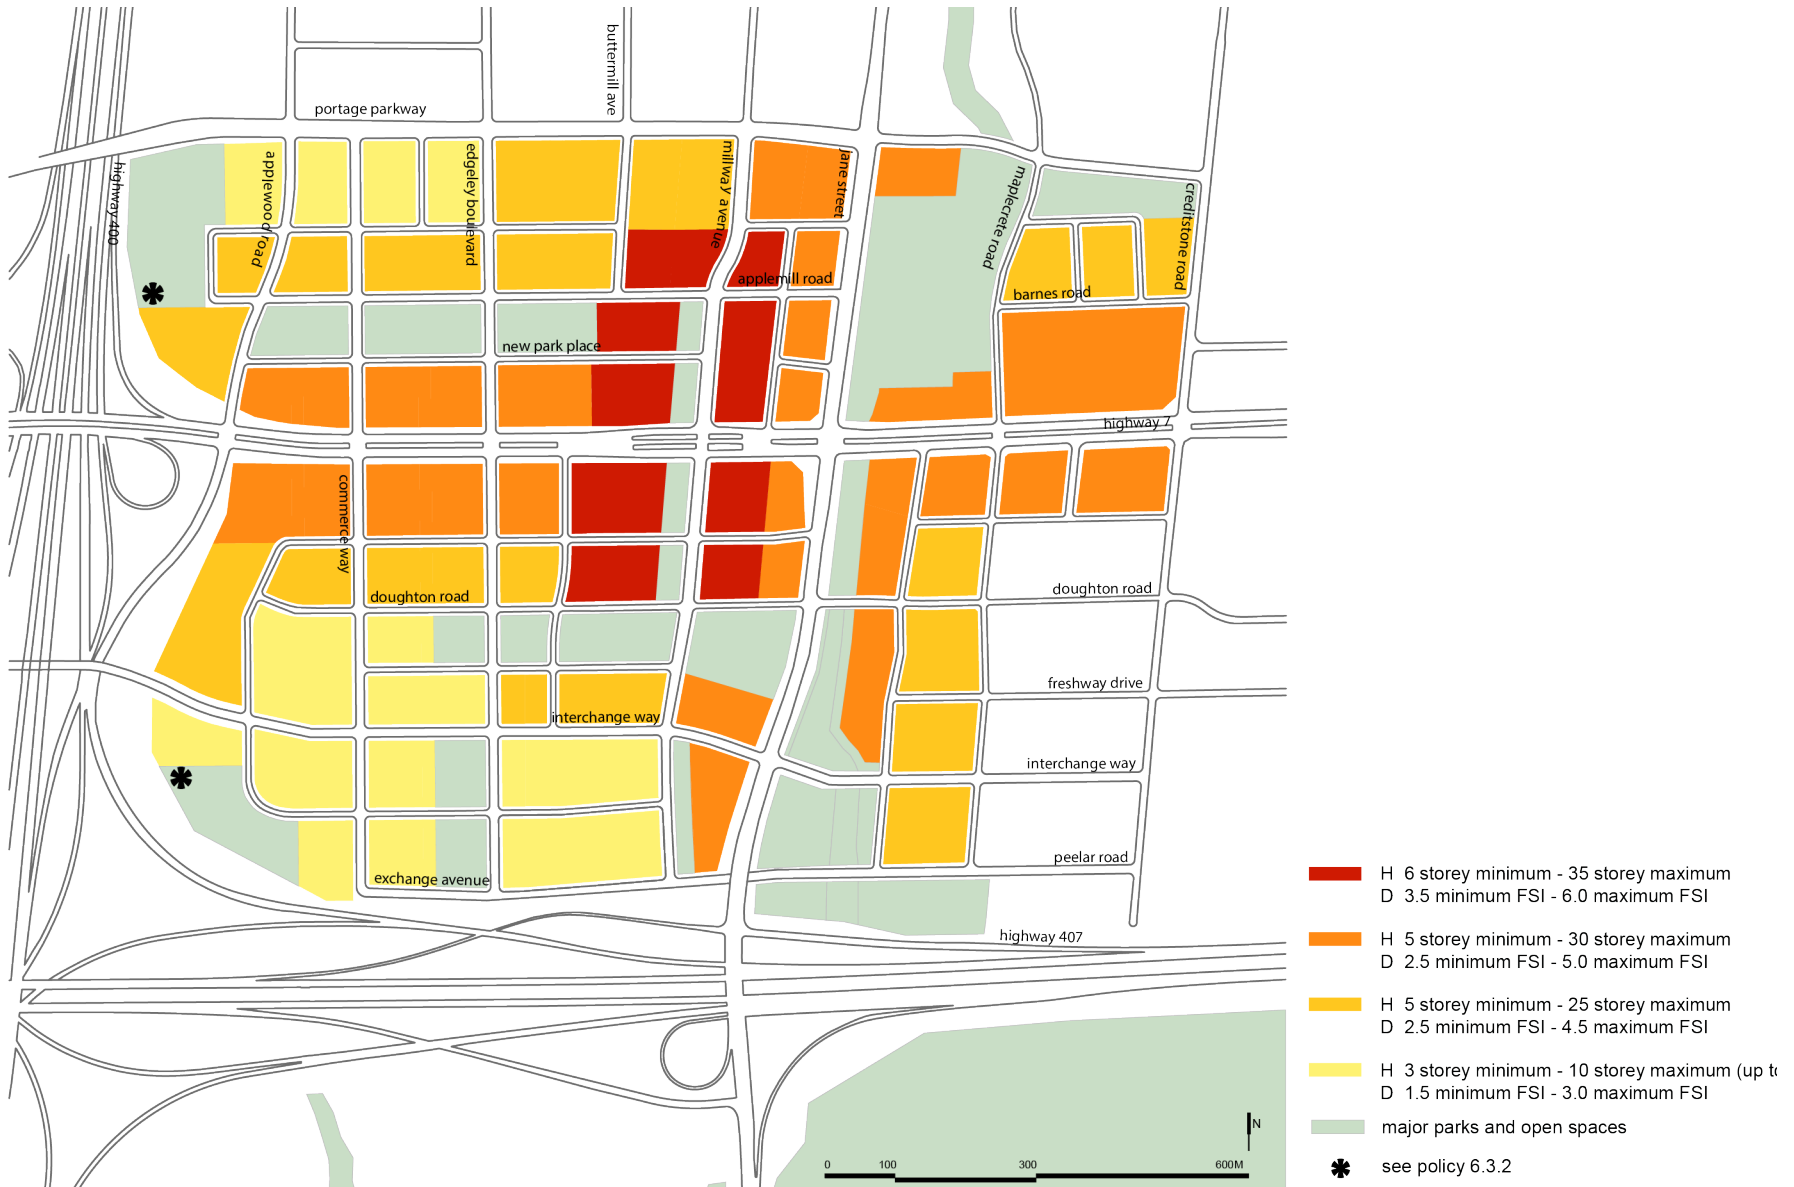 buttermill ave
portage parkway
highway 400
applewood road
edgeley boulevard
millway avenue
jane street
maplecrete road
creditstone road
applemill road
barnes road
new park place
highway 7
commerce way
doughton road
doughton road
freshway drive
interchange way
interchange way
peelar road
exchange avenue
highway 407
H 6 storey minimum - 35 storey maximum
D 3.5 minimum FSI - 6.0 maximum FSI
H 5 storey minimum - 30 storey maximum
D 2.5 minimum FSI - 5.0 maximum FSI
H 5 storey minimum - 25 storey maximum
D 2.5 minimum FSI - 4.5 maximum FSI
H 3 storey minimum - 10 storey maximum (up
D 1.5 minimum FSI - 3.0 maximum FSI
major parks and open spaces
see policy 6.3.2
N
0 100 300 600M